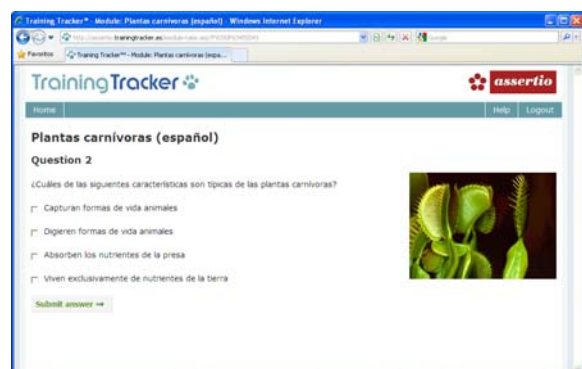 Training Tracker™ - Module: Plantas carnívoras (español) - Windows Internet Explorer
Google
Favoritos
Training Tracker™ - Module: Plantas carnívoras (espa...
TrainingTracker
assertio
Home
Help Logout
Plantas carnívoras (español)
Question 2
¿Cuáles de las siguientes características son típicas de las plantas carnívoras?
Capturan formas de vida animales
Digieren formas de vida animales
Absorben los nutrientes de la presa
Viven exclusivamente de nutrientes de la tierra
Submit answer →